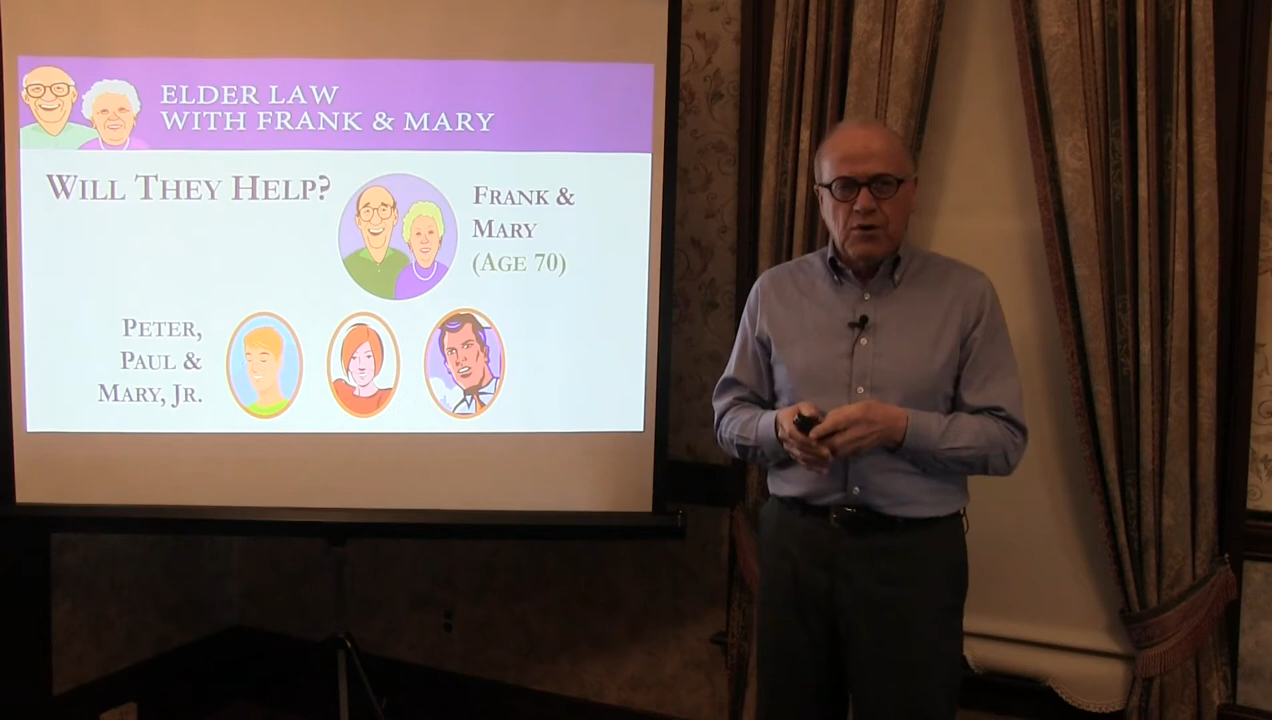 ELDER LAW
WITH FRANK & MARY
WILL THEY HELP?
FRANK &
MARY
(AGE 70)
PETER,
PAUL &
MARY, JR.